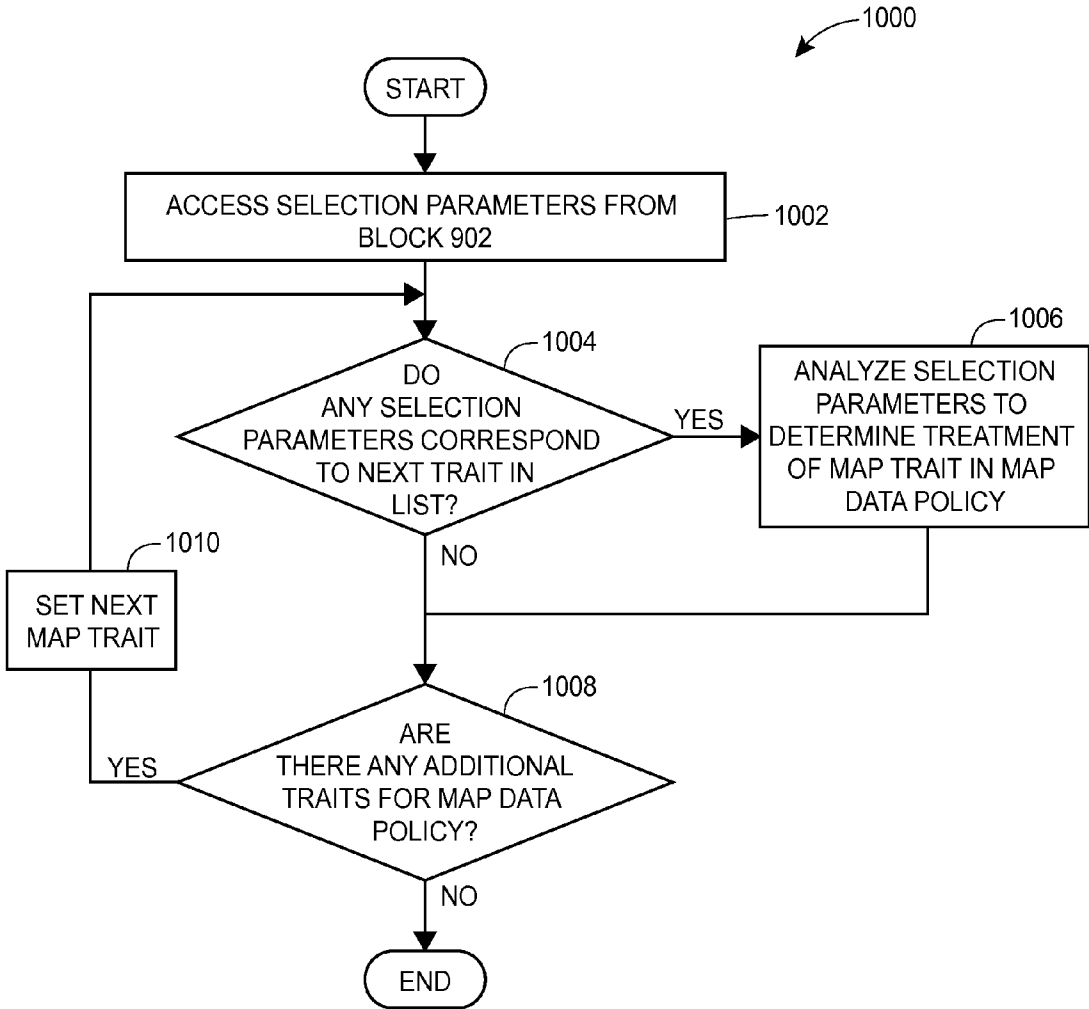 1000
START
ACCESS SELECTION PARAMETERS FROM
BLOCK 902
1002
1004
DO
ANY SELECTION
PARAMETERS CORRESPOND
TO NEXT TRAIT IN
LIST?
YES
1006
ANALYZE SELECTION
PARAMETERS TO
DETERMINE TREATMENT
OF MAP TRAIT IN MAP
DATA POLICY
NO
1010
SET NEXT
MAP TRAIT
1008
ARE
THERE ANY ADDITIONAL
TRAITS FOR MAP DATA
POLICY?
YES
NO
END